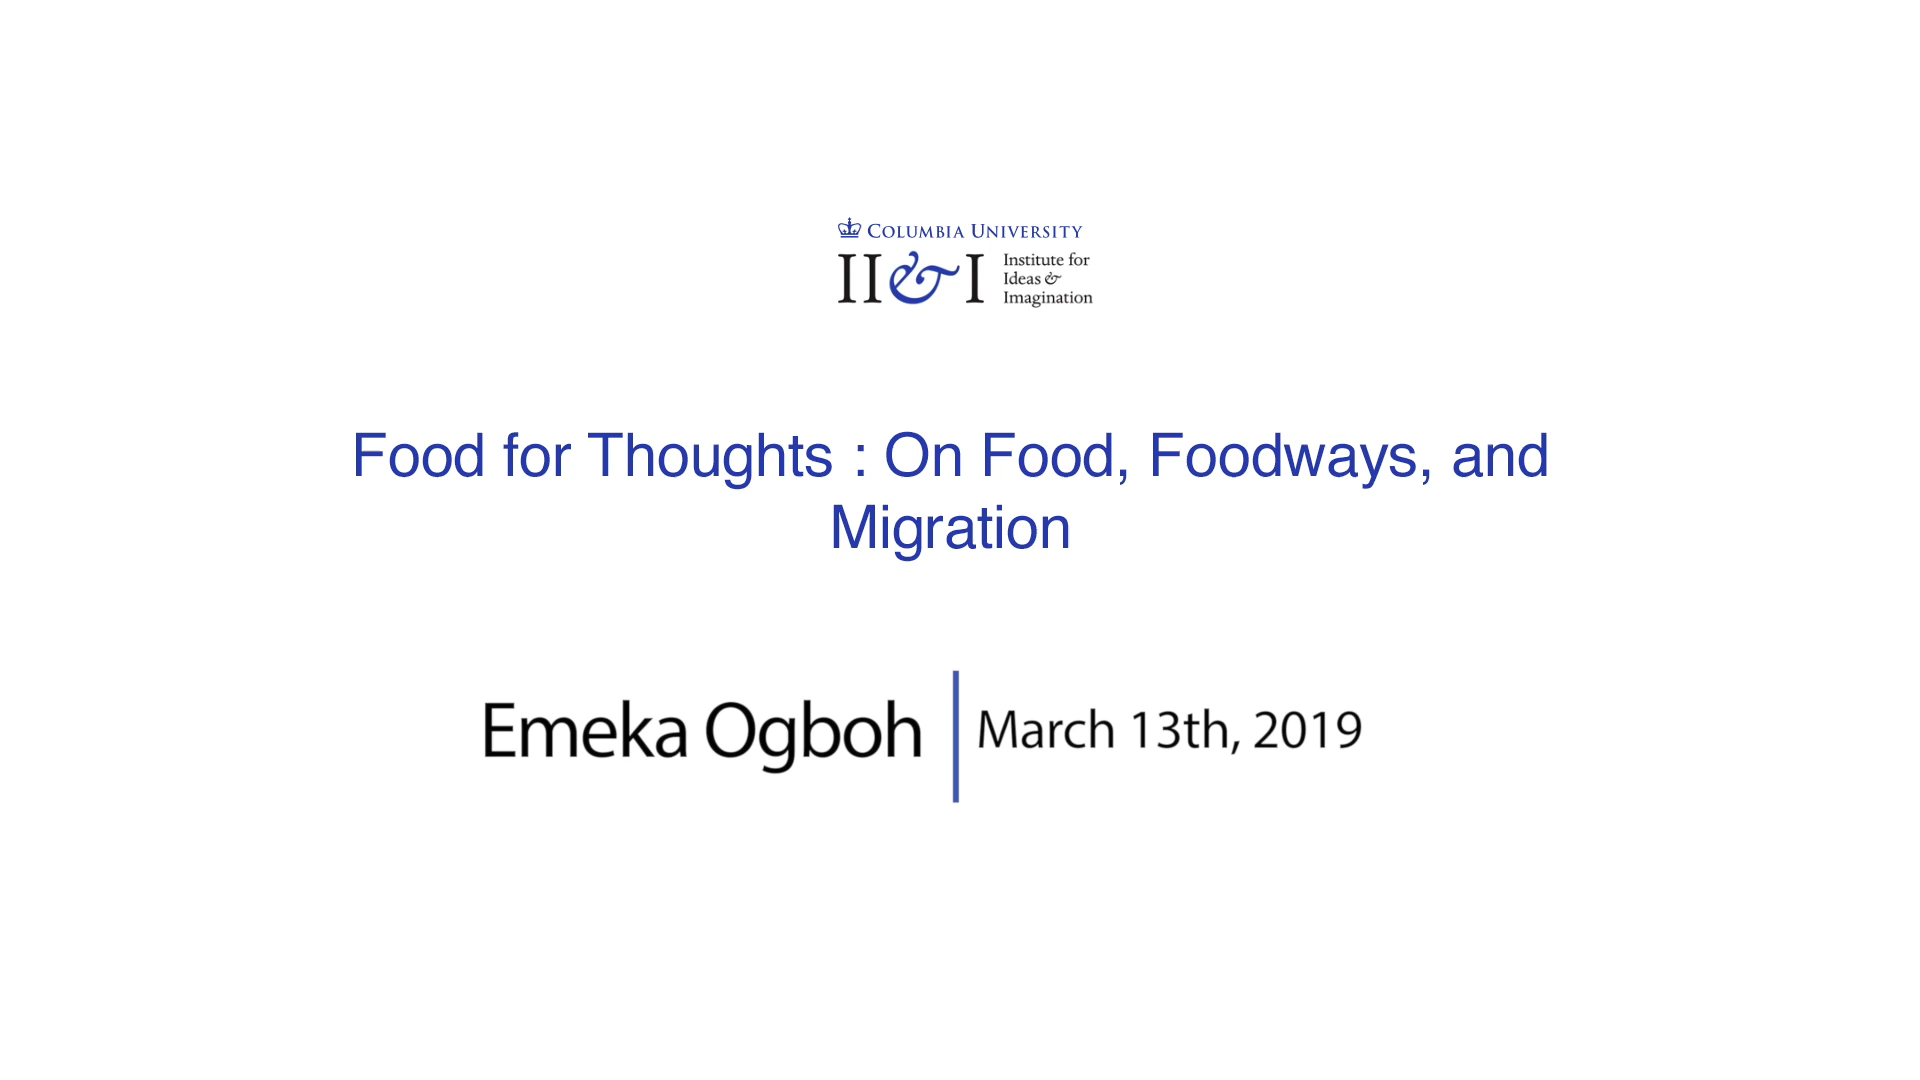 COLUMBIA UNIVERSITY
II&I
Institute for
Ideas &
Imagination
Food for Thoughts : On Food, Foodways, and
Migration
Emeka Ogboh
March 13th, 2019